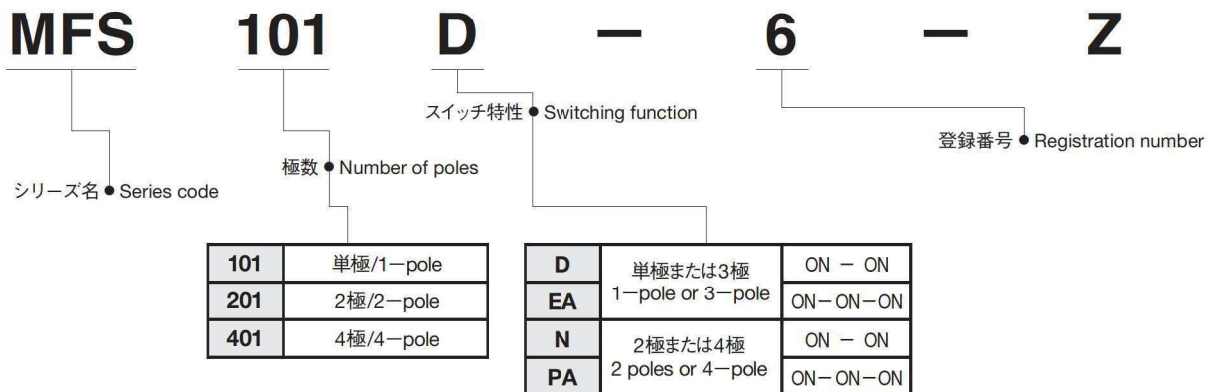 MFS 101 D － 6 － Z
スイッチ特性 ● Switching function
登録番号 ● Registration number
極数 ● Number of poles
シリーズ名 ● Series code
101 単極/1－pole
201 2極/2－pole
401 4極/4－pole
D 単極または3極 1－pole or 3－pole ON － ON
EA ON－ON－ON
N 2極または4極 2 poles or 4－pole ON － ON
PA ON－ON－ON